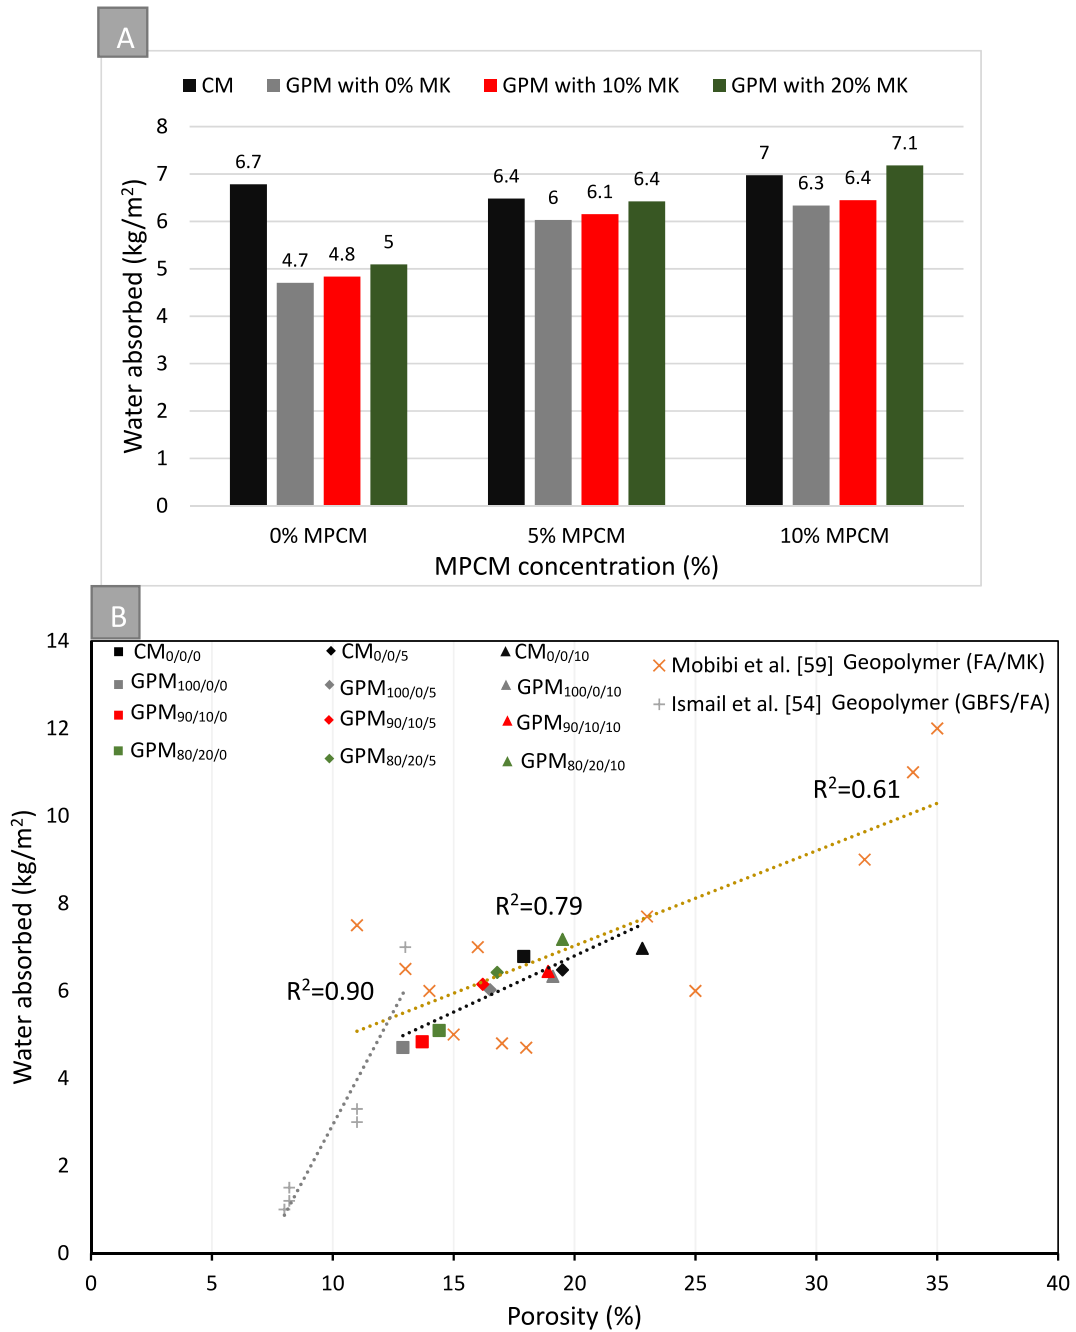 A
CM GPM with 0% MK GPM with 10% MK GPM with 20% MK
Water absorbed (kg/m²)
8
7
6
5
4
3
2
1
0
6.7 4.7 4.8 5
6.4 6 6.1 6.4
7 6.3 6.4 7.1
0% MPCM 5% MPCM 10% MPCM
MPCM concentration (%)
B
CM0/0/0 CM0/0/5 CM0/0/10
GPM100/0/0 GPM100/0/5 GPM100/0/10
GPM90/10/0 GPM90/10/5 GPM90/10/10
GPM80/20/0 GPM80/20/5 GPM80/20/10
Mobibi et al. [59] Geopolymer (FA/MK)
Ismail et al. [54] Geopolymer (GBFS/FA)
R²=0.61
R²=0.79
R²=0.90
Water absorbed (kg/m²)
14
12
10
8
6
4
2
0
0 5 10 15 20 25 30 35 40
Porosity (%)